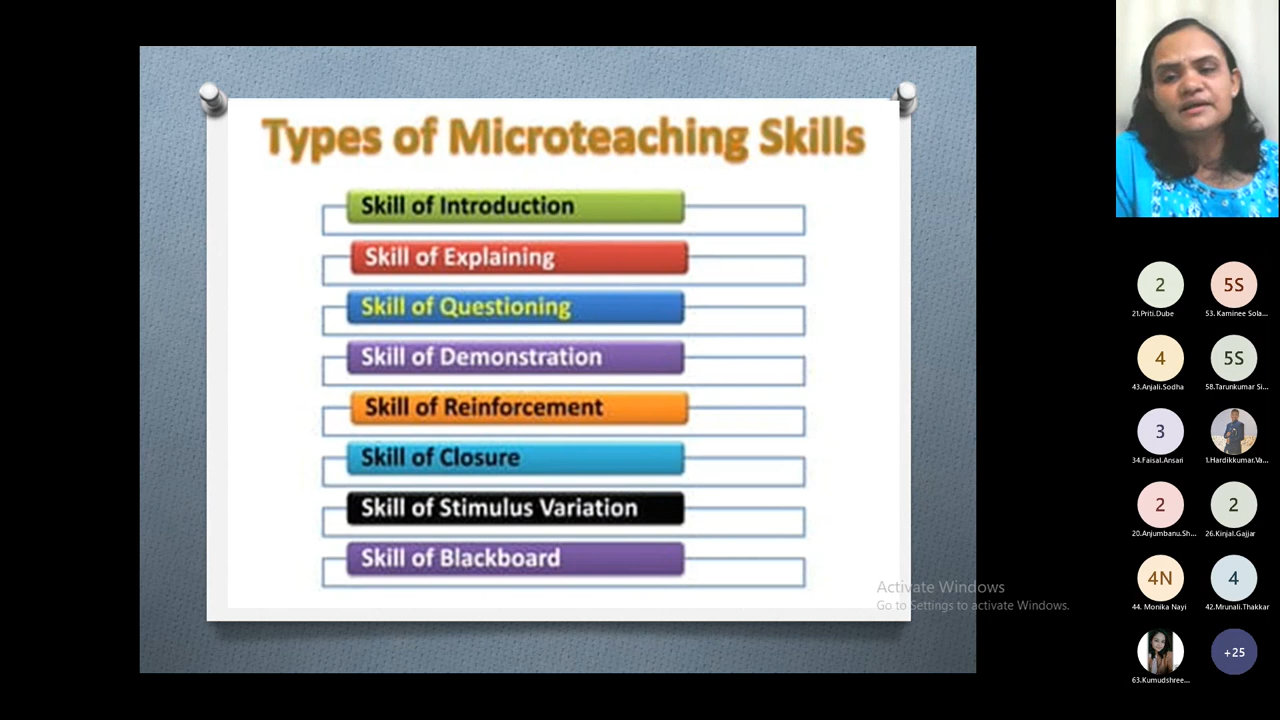 Types of Microteaching Skills
Skill of Introduction
Skill of Explaining
Skill of Questioning
Skill of Demonstration
Skill of Reinforcement
Skill of Closure
Skill of Stimulus Variation
Skill of Blackboard
Activate Windows
Go to Settings to activate Windows.
2
5S
21.Priti.Dube
53. Kaminee Sola...
4
5S
43.Anjali.Sodha
58.Tarunkumar Si...
3
34.Faisal.Ansari
1.Hardikkumar.Va...
2
2
20.Anjumbanu.Sh...
26.Kinjal.Gajjar
4N
4
44. Monika Nayi
42.Mrunali.Thakkar
+25
63.Kumudshree...